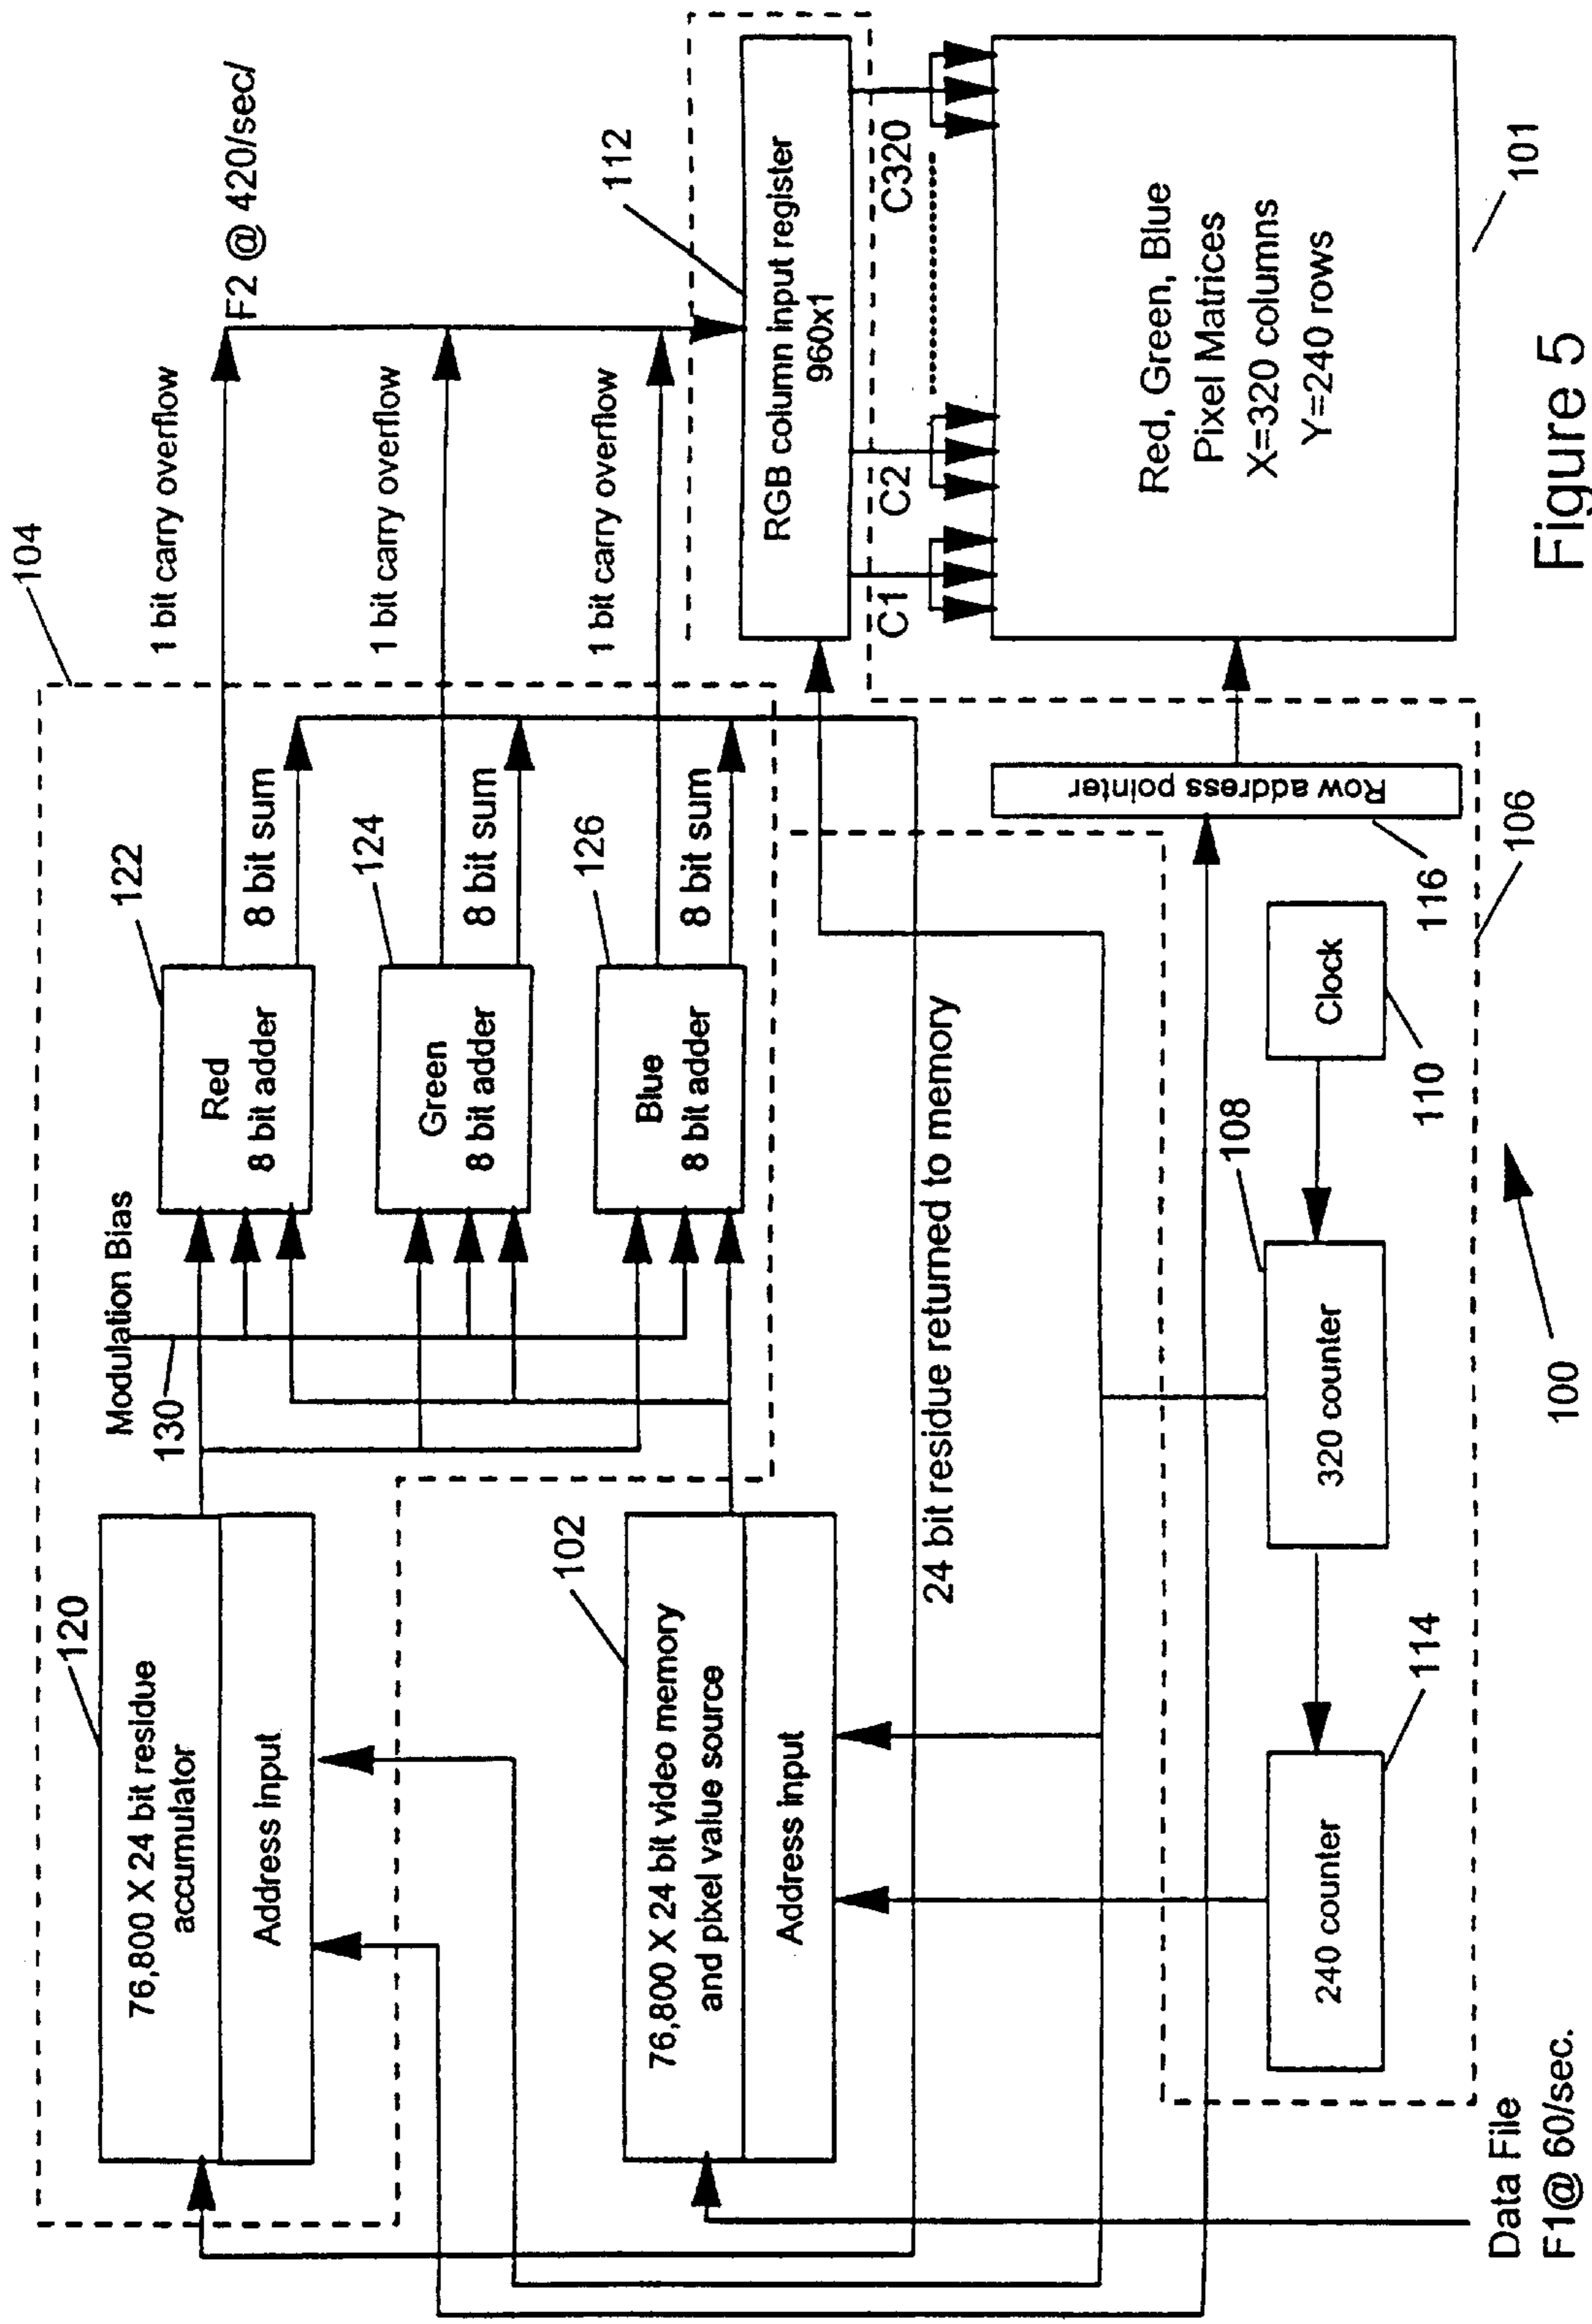 104
120
76,800 X 24 bit residue
accumulator
Address input
Modulation Bias
130
122
Red
8 bit adder
8 bit sum
1 bit carry overflow
F2 @ 420/sec/
124
Green
8 bit adder
8 bit sum
1 bit carry overflow
126
Blue
8 bit adder
8 bit sum
1 bit carry overflow
102
76,800 X 24 bit video memory
and pixel value source
Address input
24 bit residue returned to memory
112
RGB column input register
960x1
C1
C2
C320
Red, Green, Blue
Pixel Matrices
X=320 columns
Y=240 rows
101
Row address pointer
116
106
Clock
110
108
320 counter
114
240 counter
100
Data File
F1@ 60/sec.
Figure 5